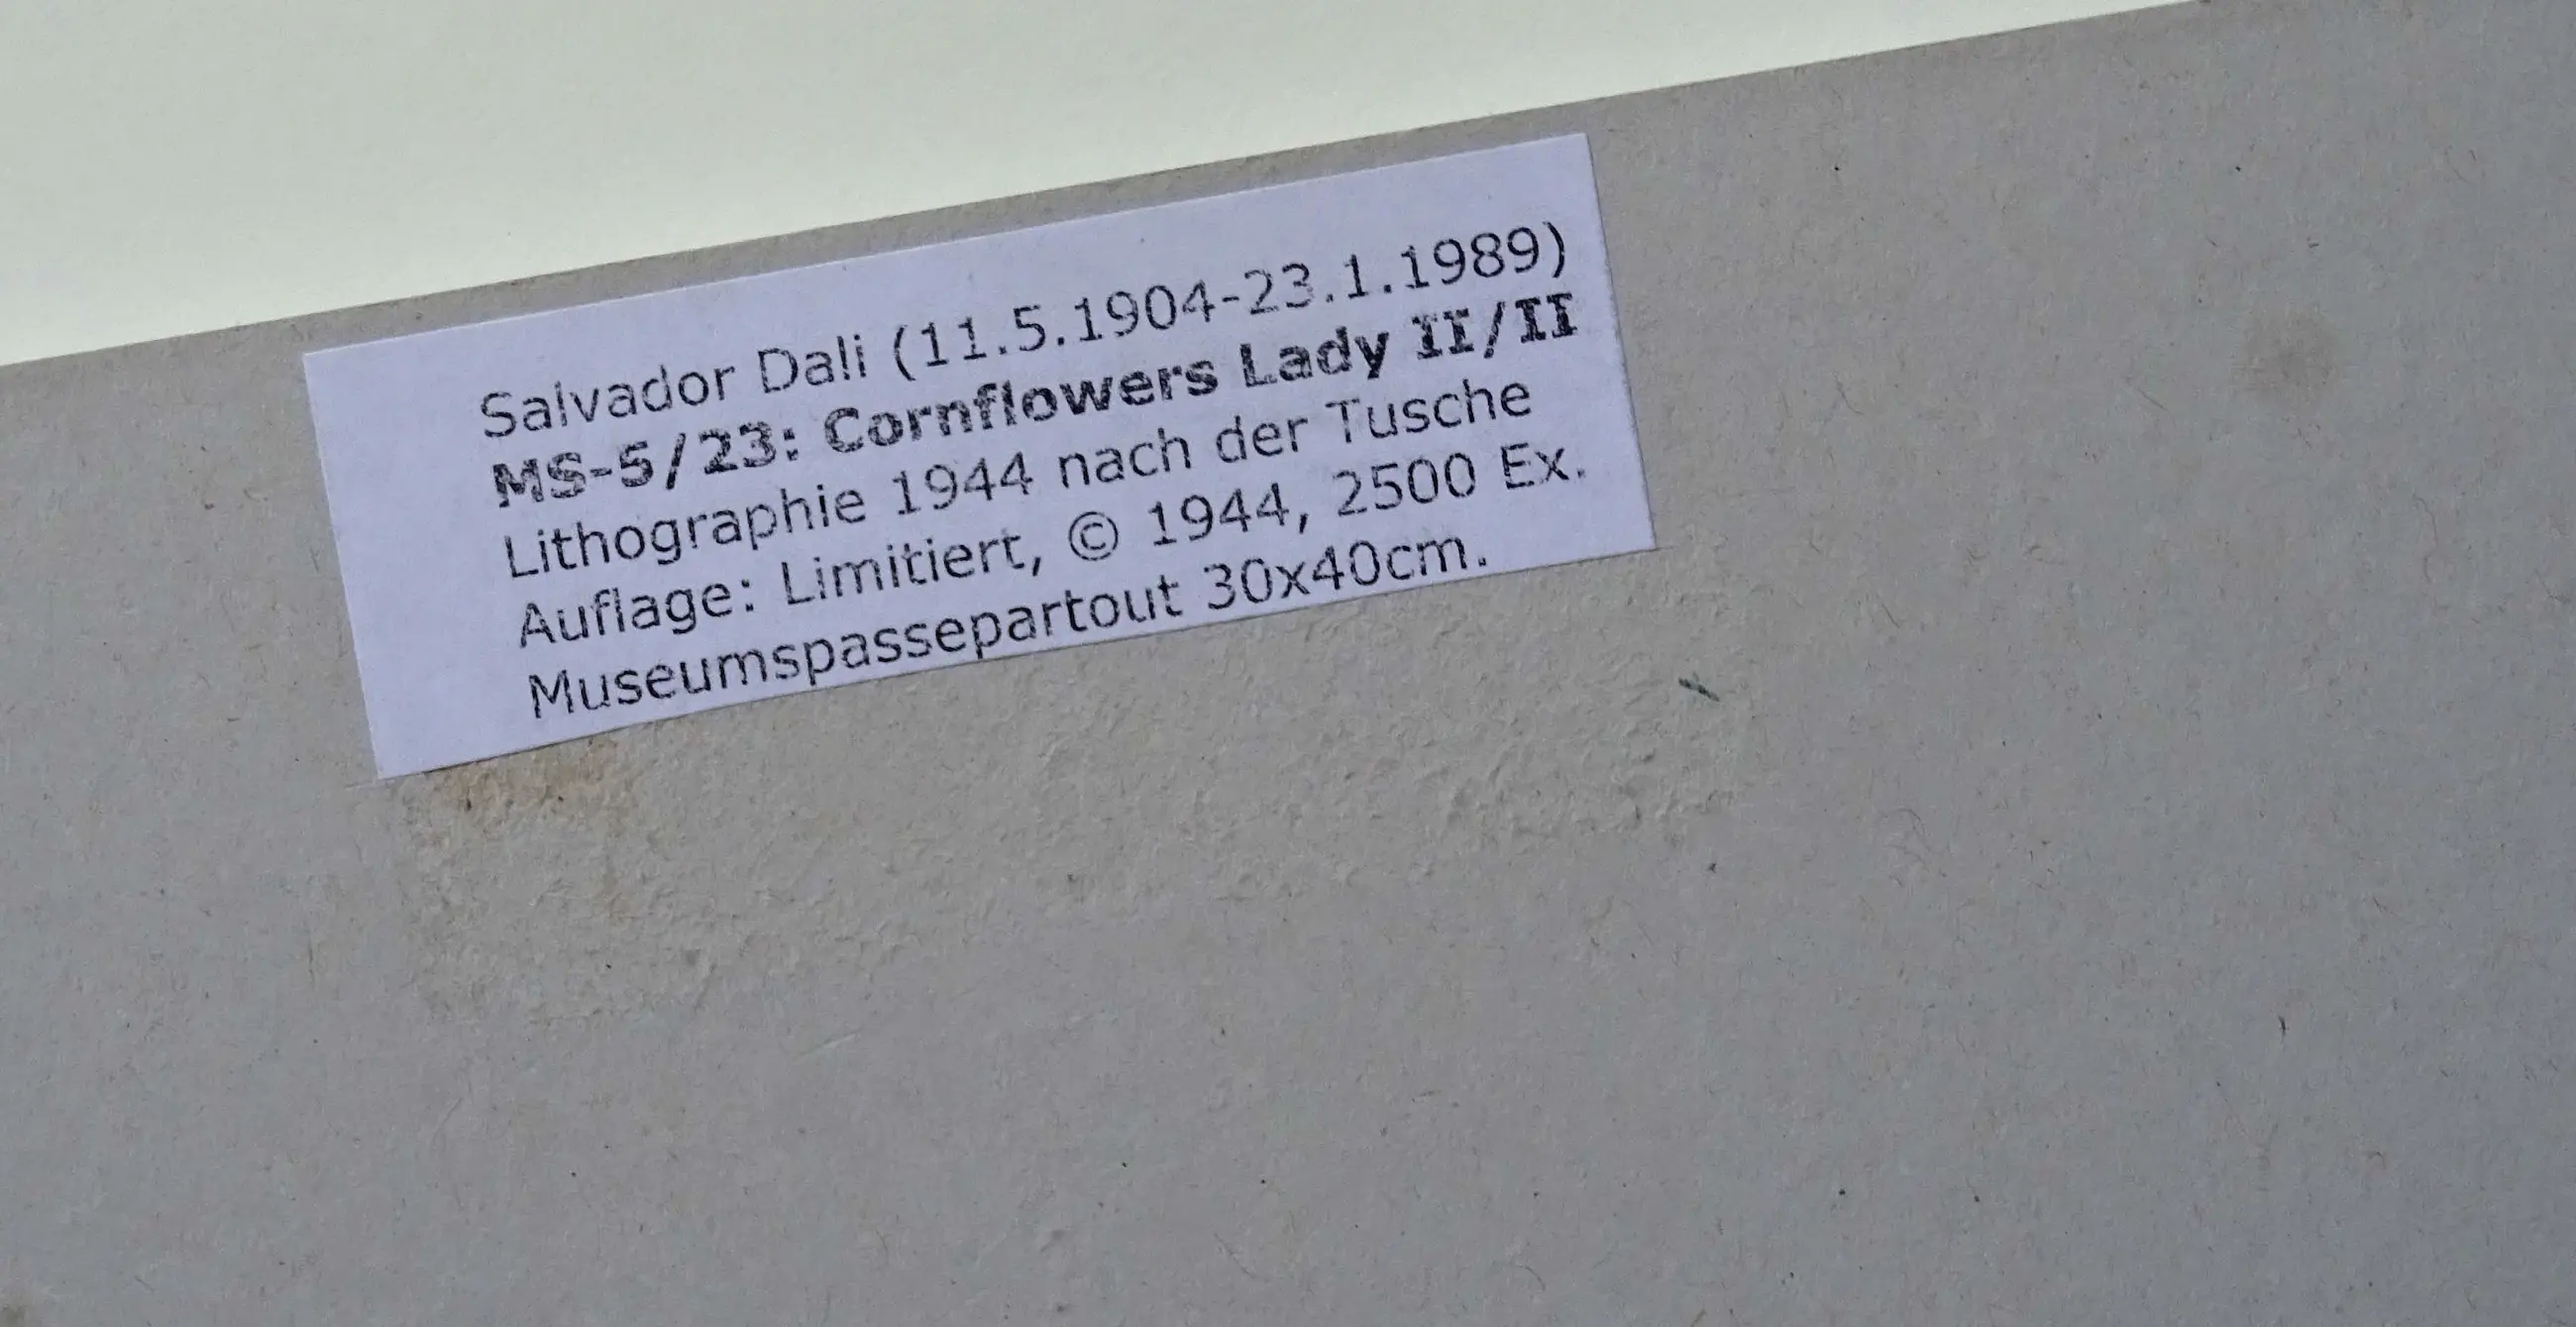 Salvador Dali (11.5.1904-23.1.1989)
MS-5/23: Cornflowers Lady II/II
Lithographie 1944 nach der Tusche
Auflage: Limitiert, © 1944, 2500 Ex.
Museumspassepartout 30x40cm.